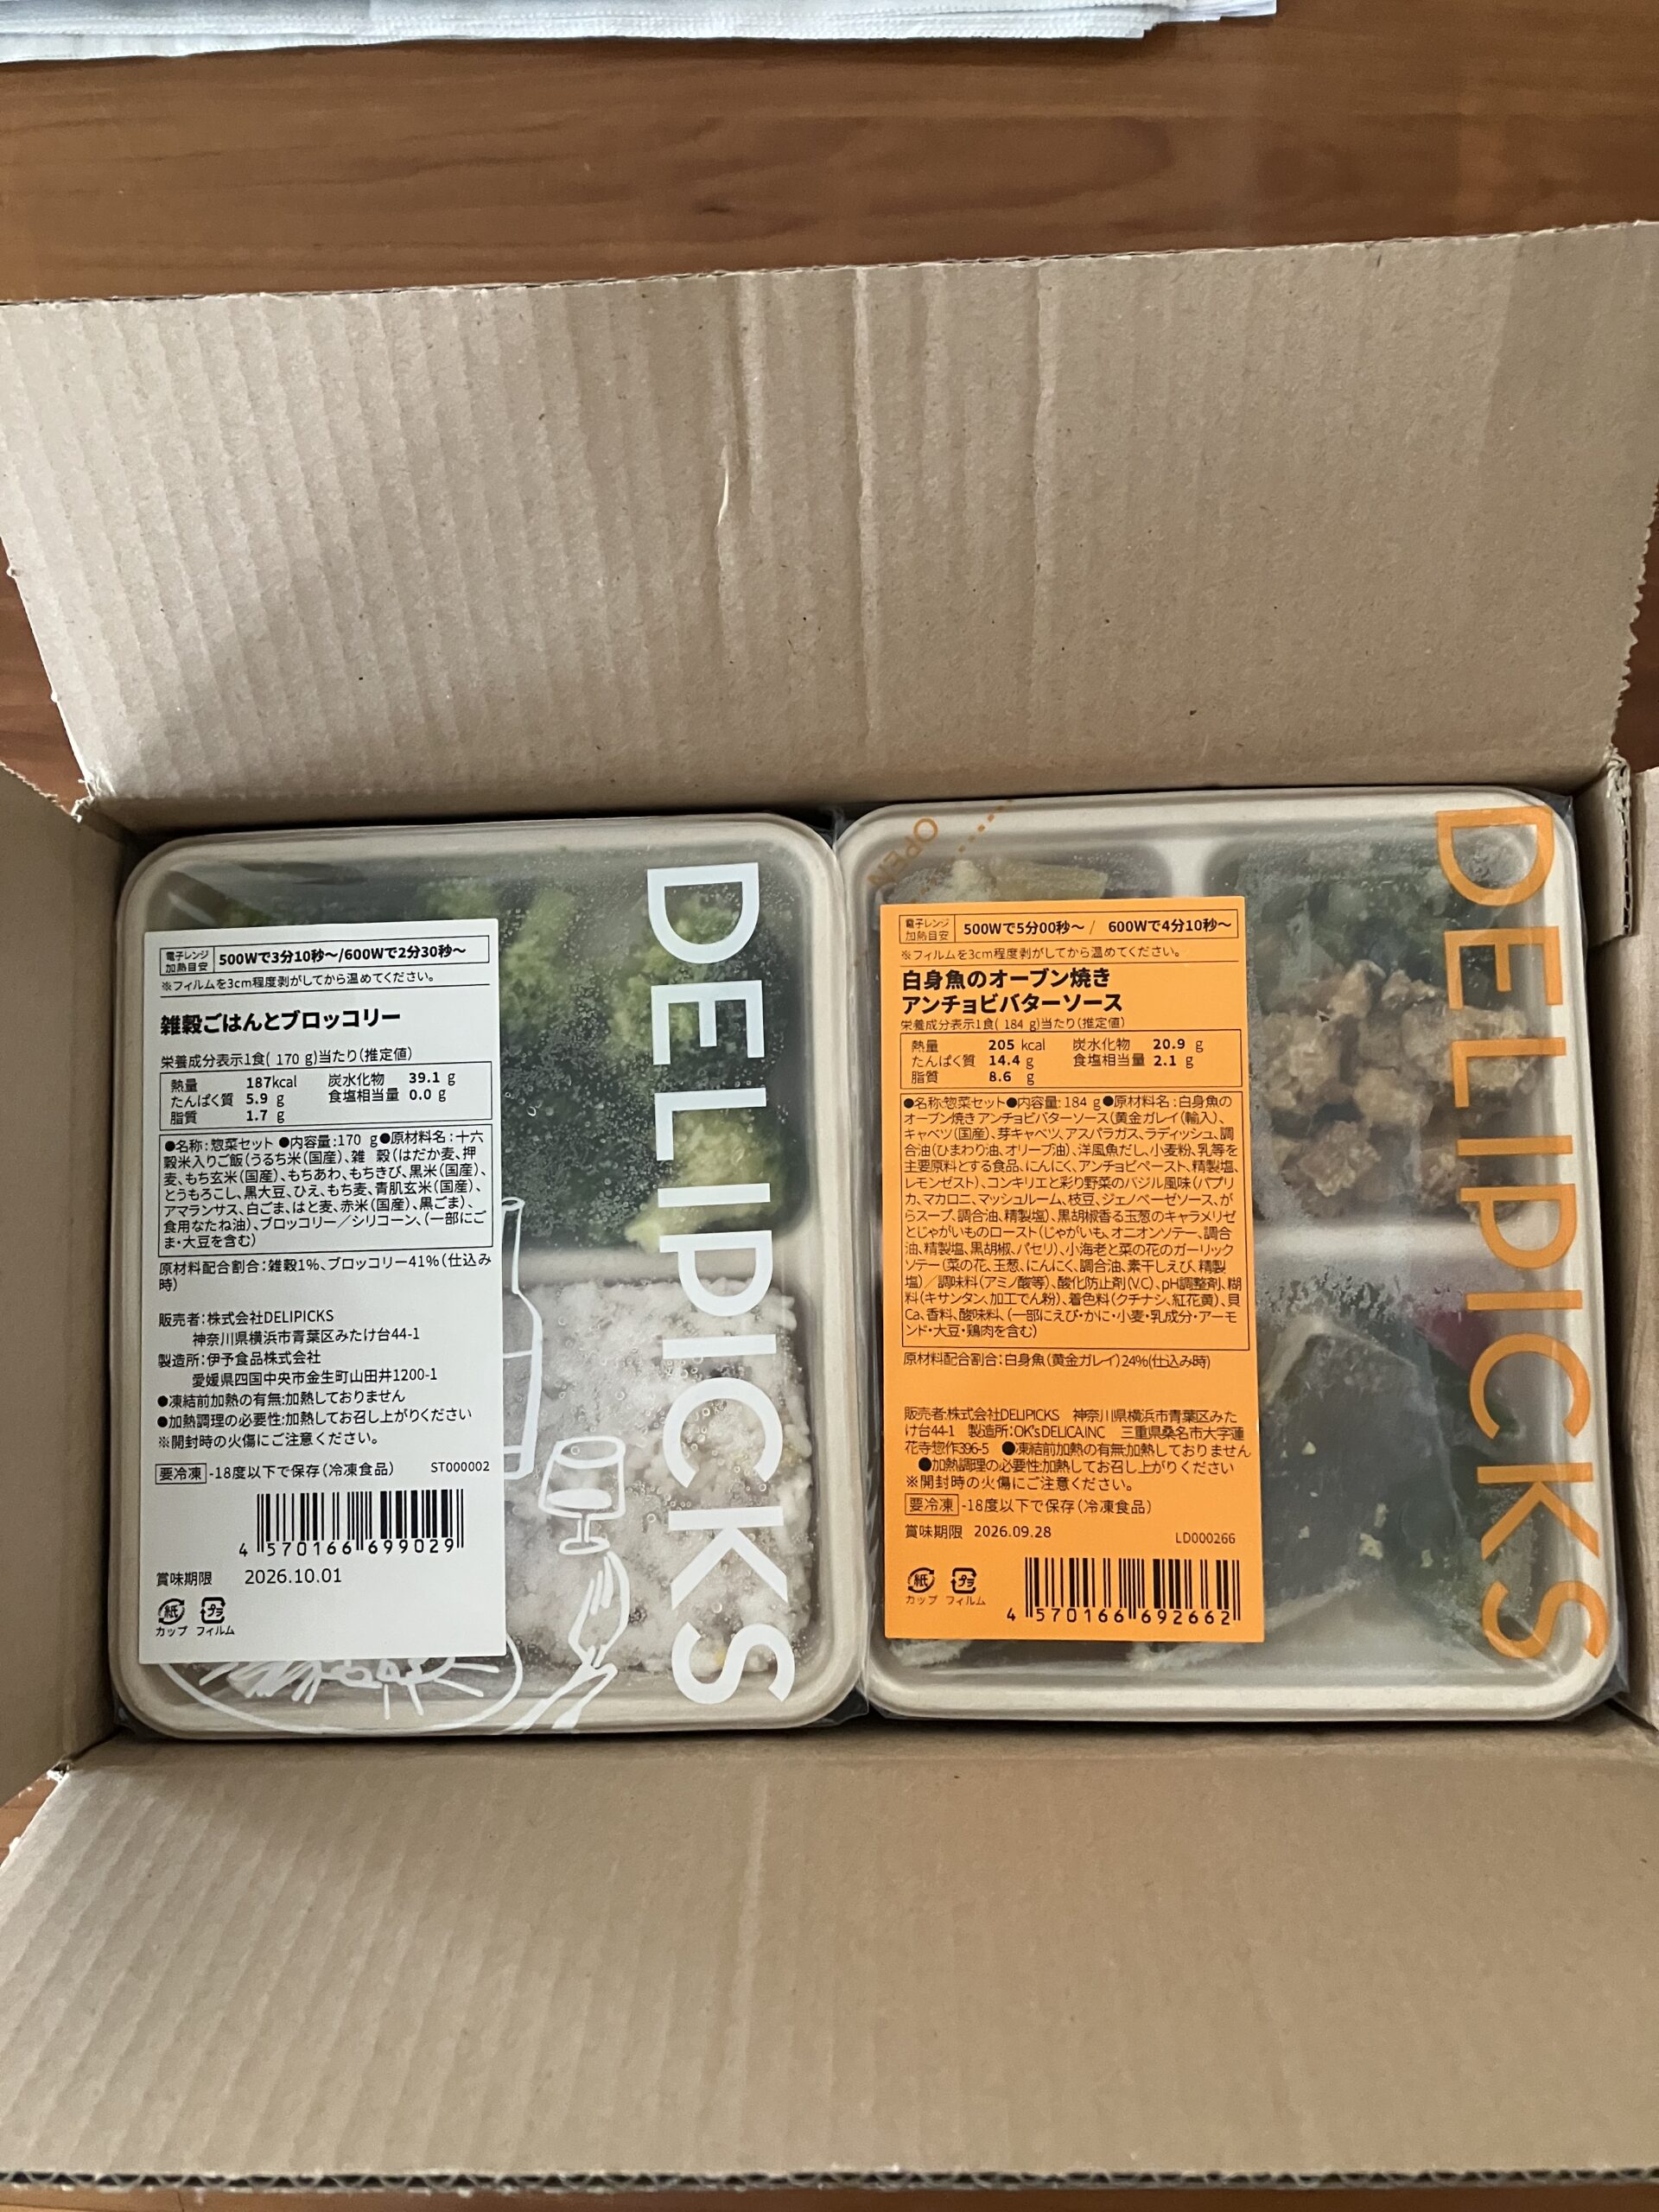 DELIPICKS
電子レンジ
加熱目安
500Wで3分10秒～/600Wで2分30秒～
※フィルムを3cm程度剥がしてから温めてください。
雑穀ごはんとブロッコリー
栄養成分表示1食( 170 g)当たり(推定値)
熱量 187kcal 炭水化物 39.1 g
たんぱく質 5.9 g 食塩相当量 0.0 g
脂質 1.7 g
●名称:惣菜セット ●内容量:170 g●原材料名:十六
穀米入りご飯(うるち米(国産)、雑 穀(はだか麦、押
麦、もち玄米(国産)、もちあわ、もちきび、黒米(国産)、
とうもろこし、黒大豆、ひえ、もち麦、青肌玄米(国産)、
アマランサス、白ごま、はと麦、赤米(国産)、黒ごま)、
食用なたね油)、ブロッコリー／シリコーン、(一部にご
ま・大豆を含む)
原材料配合割合:雑穀1%、ブロッコリー41%(仕込み
時)
販売者:株式会社DELIPICKS
神奈川県横浜市青葉区みたけ台44-1
製造所:伊予食品株式会社
愛媛県四国中央市金生町山田井1200-1
●凍結前加熱の有無:加熱しておりません
●加熱調理の必要性:加熱してお召し上がりください
※開封時の火傷にご注意ください。
要冷凍 -18度以下で保存(冷凍食品) ST000002
4 570166 699029
賞味期限 2026.10.01
紙 プラ
カップ フィルム
OPEN
DELIPICKS
電子レンジ
加熱目安
500Wで5分00秒～ / 600Wで4分10秒～
※フィルムを3cm程度剥がしてから温めてください。
白身魚のオーブン焼き
アンチョビバターソース
栄養成分表示1食( 184 g)当たり(推定値)
熱量 205 kcal 炭水化物 20.9 g
たんぱく質 14.4 g 食塩相当量 2.1 g
脂質 8.6 g
●名称:惣菜セット●内容量: 184 g●原材料名:白身魚の
オーブン焼きアンチョビバターソース(黄金ガレイ(輸入)、
キャベツ(国産)、芽キャベツ、アスパラガス、ラディッシュ、調
合油(ひまわり油、オリーブ油)、洋風魚だし、小麦粉、乳等を
主要原料とする食品、にんにく、アンチョビペースト、精製塩、
レモンゼスト)、コンキリエと彩り野菜のバジル風味(パプリ
カ、マカロニ、マッシュルーム、枝豆、ジェノベーゼソース、が
らスープ、調合油、精製塩)、黒胡椒香る玉葱のキャラメリゼ
とじゃがいものロースト(じゃがいも、オニオンソテー、調合
油、精製塩、黒胡椒、パセリ)、小海老と菜の花のガーリック
ソテー(菜の花、玉葱、にんにく、調合油、素干しえび、精製
塩)／調味料(アミノ酸等)、酸化防止剤(V.C)、pH調整剤、糊
料(キサンタン、加工でん粉)、着色料(クチナシ、紅花黄)、貝
Ca、香料、酸味料、(一部にえび・かに・小麦・乳成分・アーモ
ンド・大豆・鶏肉を含む)
原材料配合割合:白身魚(黄金ガレイ)24%(仕込み時)
販売者:株式会社DELIPICKS 神奈川県横浜市青葉区みた
け台44-1 製造所:OK'sDELICA.INC 三重県桑名市大字蓮
花寺惣作396-5 ●凍結前加熱の有無:加熱しておりません
●加熱調理の必要性:加熱してお召し上がりください
※開封時の火傷にご注意ください。
要冷凍 -18度以下で保存(冷凍食品)
賞味期限 2026.09.28 LD000266
紙 プラ
カップ フィルム
4 570166 692662